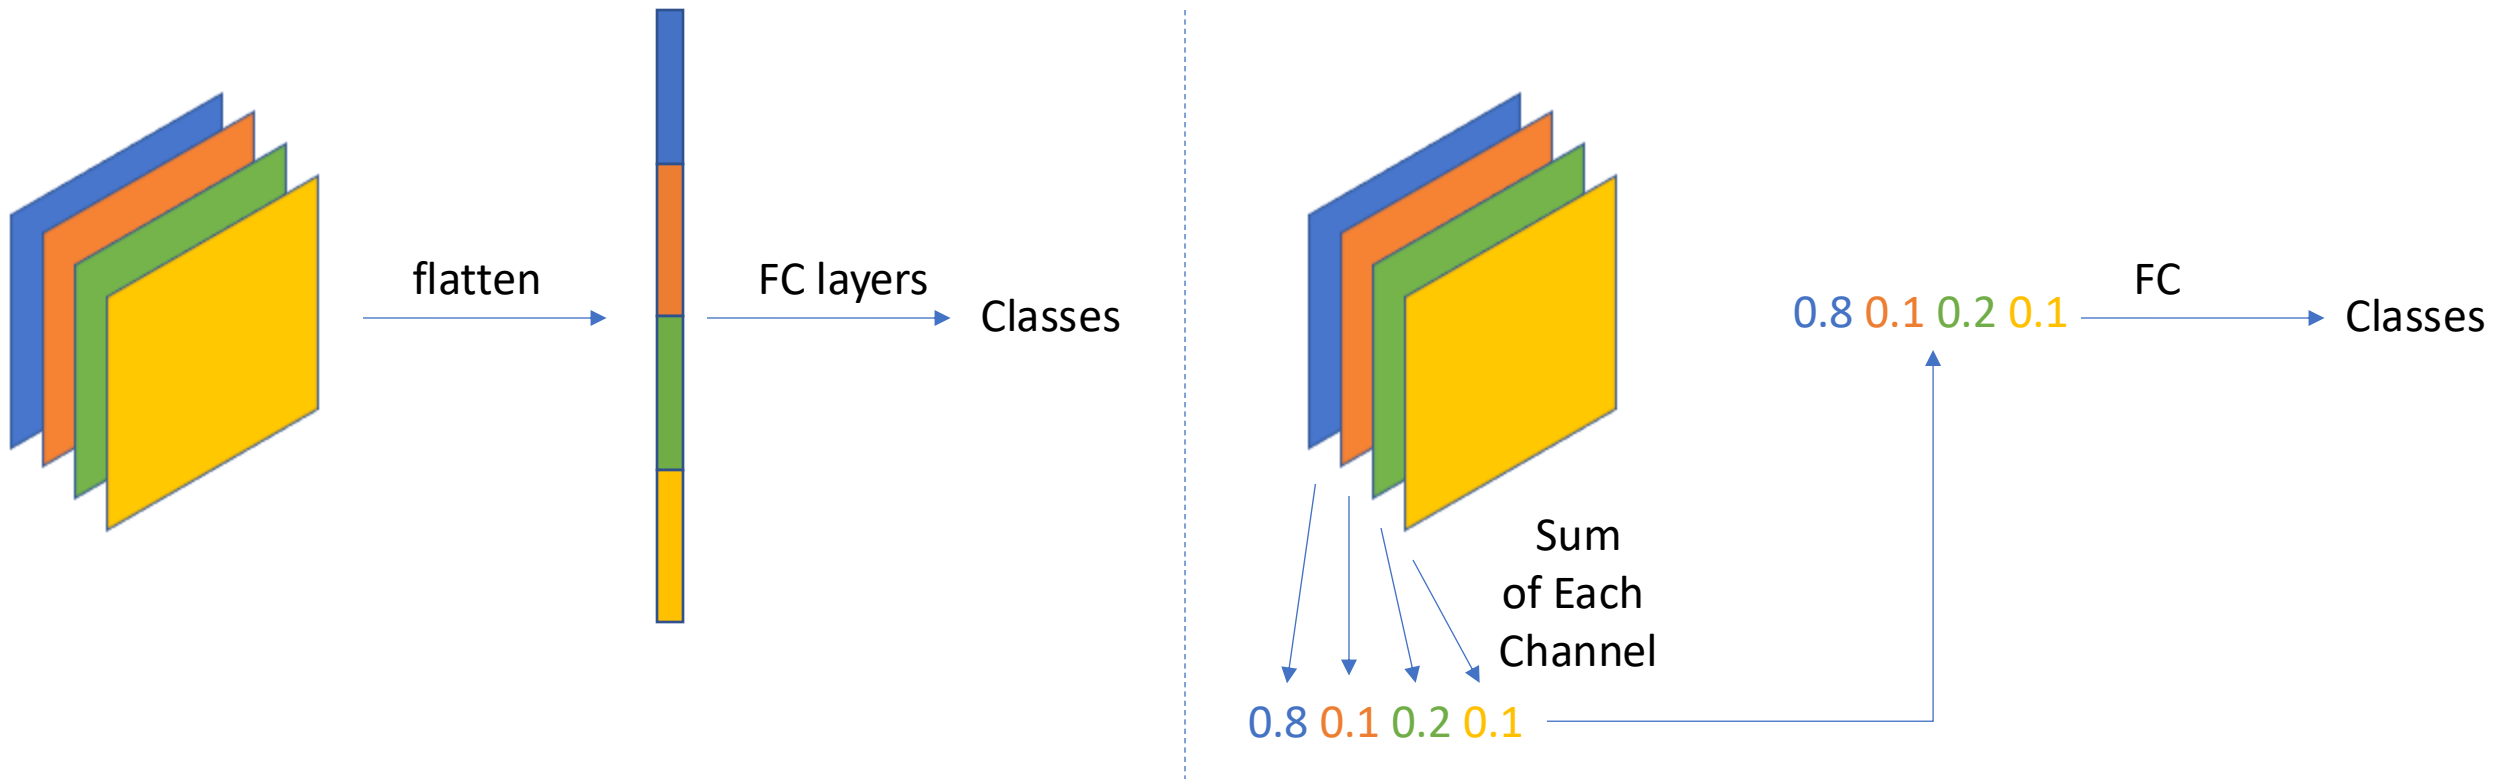 flatten
FC layers
Classes
Sum
of Each
Channel
0.8 0.1 0.2 0.1
0.8 0.1 0.2 0.1
FC
Classes